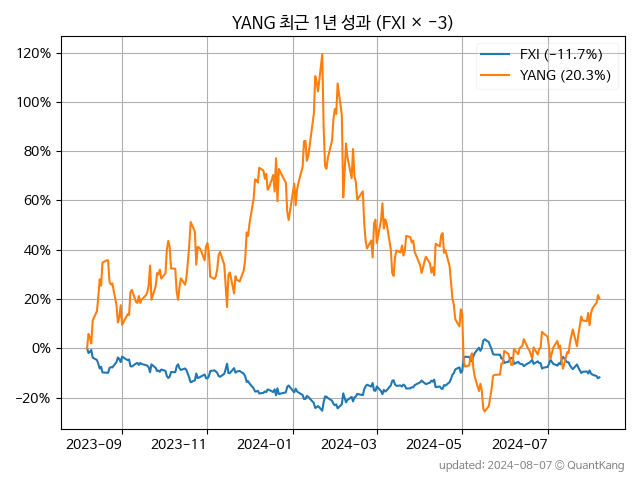 YANG 최근 1년 성과 (FXI × −3)
FXI (−11.7%)
YANG (20.3%)
120%
100%
80%
60%
40%
20%
0%
−20%
2023-09 2023-11 2024-01 2024-03 2024-05 2024-07
updated: 2024-08-07 © QuantKang